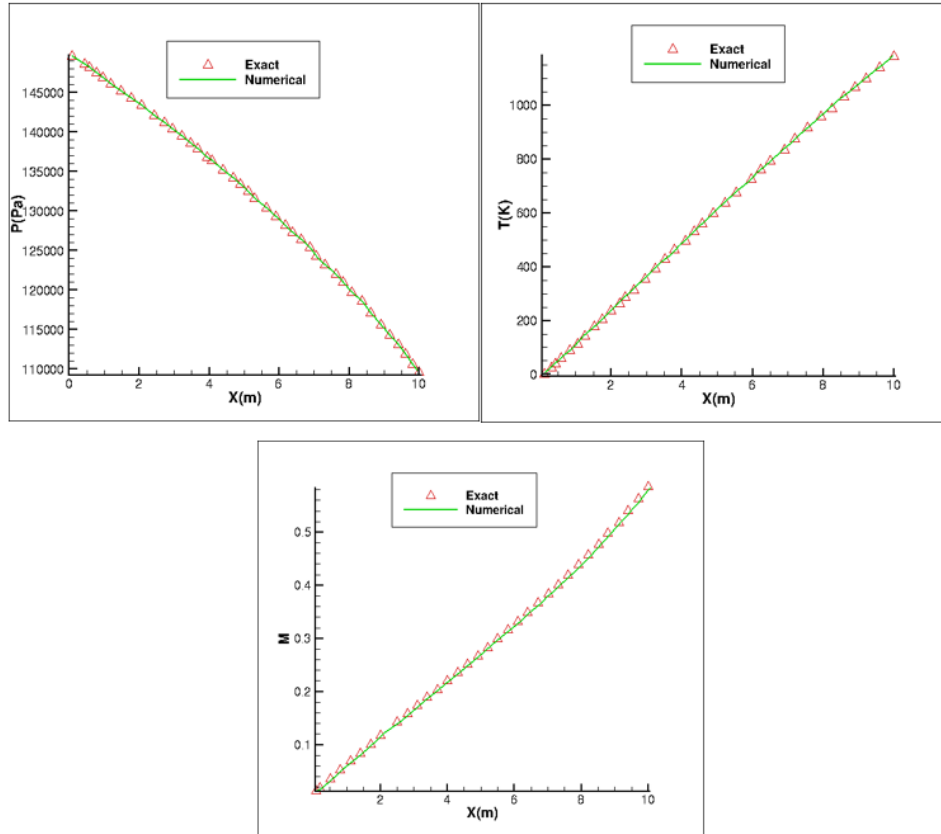 Exact
Numerical
145000
140000
135000
130000
125000
120000
115000
110000
P(Pa)
0 2 4 6 8 10
X(m)
Exact
Numerical
1000
800
600
400
200
0
T(K)
2 4 6 8 10
X(m)
Exact
Numerical
0.5
0.4
0.3
0.2
0.1
M
2 4 6 8 10
X(m)